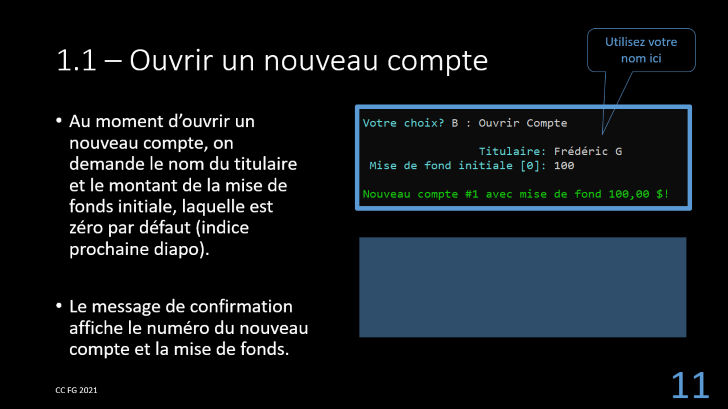 1.1 – Ouvrir un nouveau compte
Utilisez votre
nom ici
• Au moment d’ouvrir un
nouveau compte, on
demande le nom du titulaire
et le montant de la mise de
fonds initiale, laquelle est
zéro par défaut (indice
prochaine diapo).
• Le message de confirmation
affiche le numéro du nouveau
compte et la mise de fonds.
Votre choix? B : Ouvrir Compte
Titulaire: Frédéric G
Mise de fond initiale [0]: 100
Nouveau compte #1 avec mise de fond 100,00 $!
CC FG 2021
11